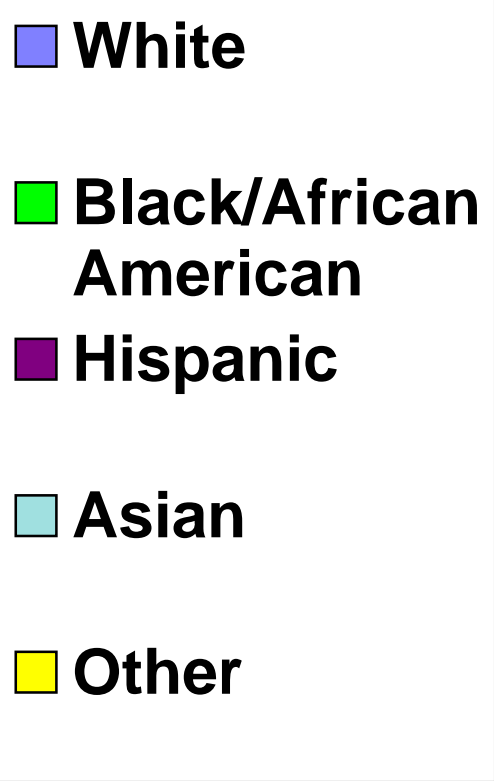 White
Black/African
American
Hispanic
Asian
Other